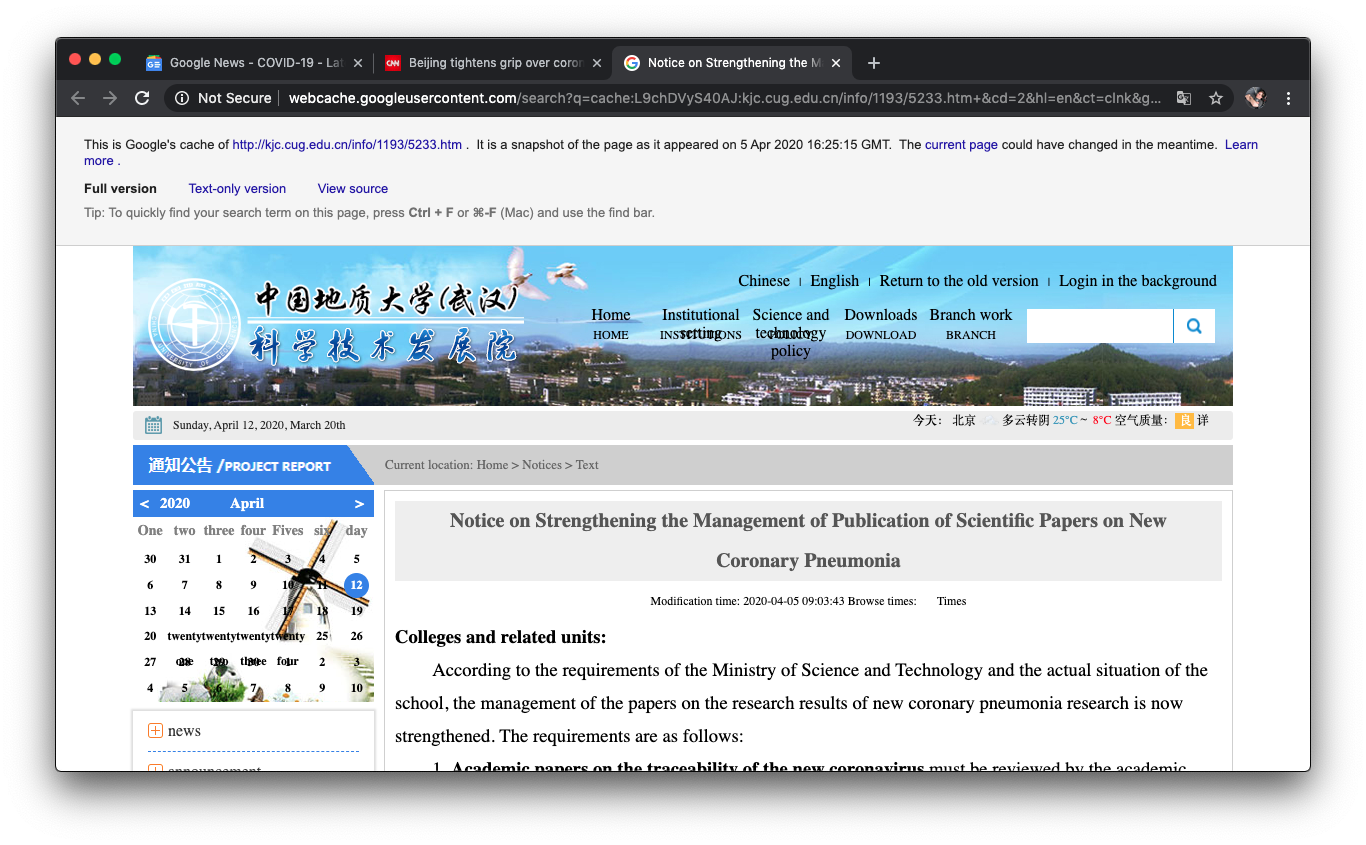 Google News - COVID-19 - Lat
Beijing tightens grip over coron
Notice on Strengthening the M
Not Secure
webcache.googleusercontent.com/search?q=cache:L9chDVyS40AJ:kjc.cug.edu.cn/info/1193/5233.htm+&cd=2&hl=en&ct=clnk&g...
This is Google's cache of http://kjc.cug.edu.cn/info/1193/5233.htm . It is a snapshot of the page as it appeared on 5 Apr 2020 16:25:15 GMT. The current page could have changed in the meantime. Learn
more .
Full version Text-only version View source
Tip: To quickly find your search term on this page, press Ctrl + F or ⌘-F (Mac) and use the find bar.
Chinese | English | Return to the old version | Login in the background
中国地质大学(武汉)
科学技术发展院
Home Institutional setting Science and technology policy Downloads Branch work
HOME INSTITUTIONS POLICY DOWNLOAD BRANCH
Sunday, April 12, 2020, March 20th
今天: 北京 多云转阴 25°C ~ 8°C 空气质量: 良 详
通知公告 /PROJECT REPORT
Current location: Home > Notices > Text
< 2020 April >
One two three four Fives six day
30 31 1 2 3 4 5
6 7 8 9 10 11 12
13 14 15 16 17 18 19
20 twenty one twenty two twenty three twenty four 25 26
27 28 29 30 1 2 3
4 5 6 7 8 9 10
news
announcement
Notice on Strengthening the Management of Publication of Scientific Papers on New
Coronary Pneumonia
Modification time: 2020-04-05 09:03:43 Browse times: Times
Colleges and related units:
According to the requirements of the Ministry of Science and Technology and the actual situation of the
school, the management of the papers on the research results of new coronary pneumonia research is now
strengthened. The requirements are as follows:
1. Academic papers on the traceability of the new coronavirus must be reviewed by the academic